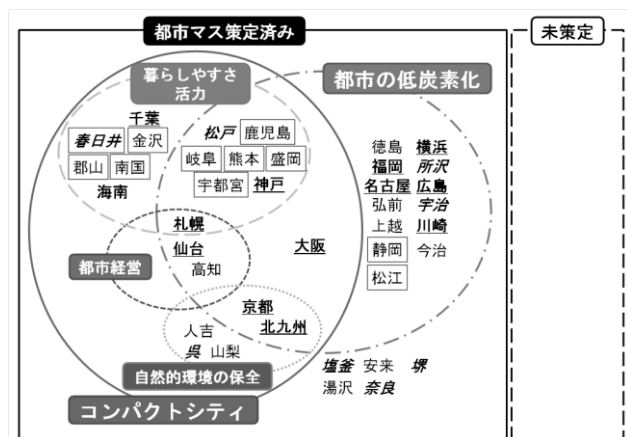 都市マス策定済み
未策定
暮らしやすさ
活力
都市の低炭素化
千葉
春日井 金沢
郡山 南国
海南
松戸 鹿児島
岐阜 熊本 盛岡
宇都宮 神戸
徳島 横浜
福岡 所沢
名古屋 広島
弘前 宇治
上越 川崎
静岡 今治
松江
札幌
仙台
高知
大阪
都市経営
京都
北九州
人吉
呉 山梨
自然的環境の保全
コンパクトシティ
塩釜 安来 堺
湯沢 奈良